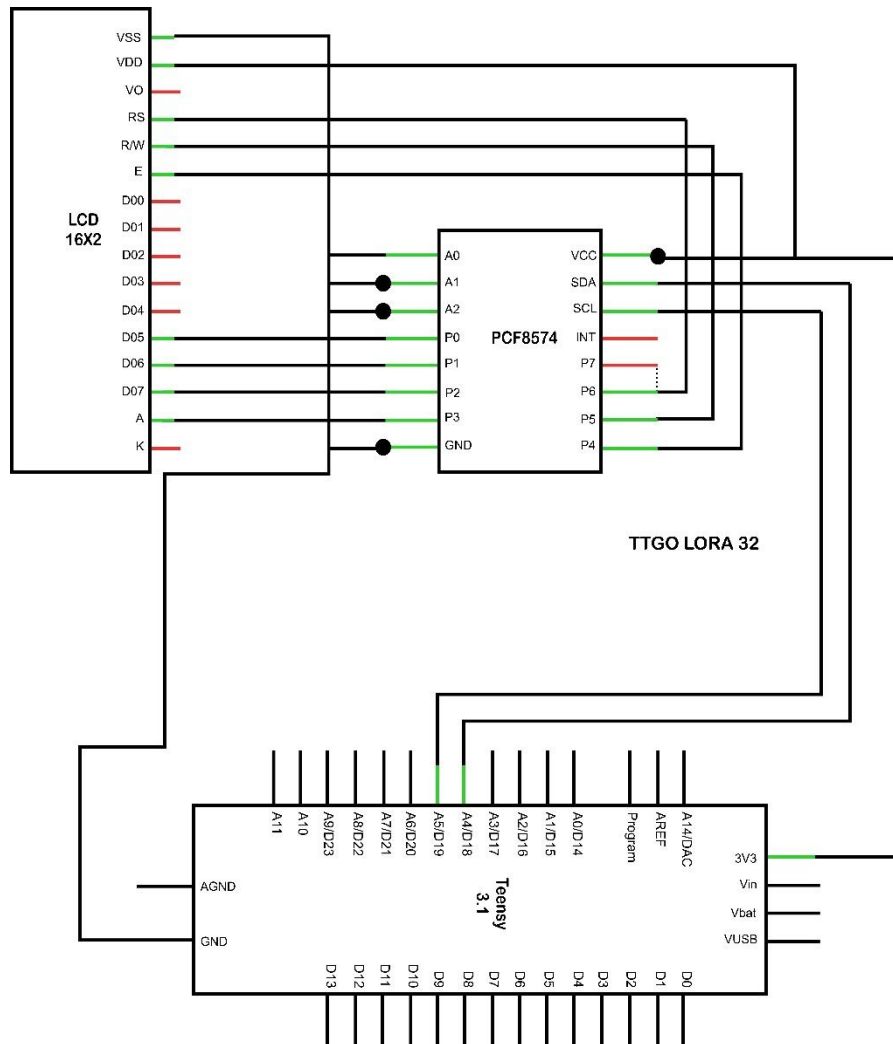 VSS
VDD
VO
RS
R/W
E
D00
D01
D02
D03
D04
D05
D06
D07
A
K
LCD
16X2
A0
A1
A2
P0
P1
P2
P3
GND
PCF8574
VCC
SDA
SCL
INT
P7
P6
P5
P4
TTGO LORA 32
A11
A10
A9/D23
A8/D22
A7/D21
A6/D20
A5/D19
A4/D18
A3/D17
A2/D16
A1/D15
A0/D14
Program
AREF
A14/DAC
AGND
GND
Teensy
3.1
3V3
Vin
Vbat
VUSB
D13
D12
D11
D10
D9
D8
D7
D6
D5
D4
D3
D2
D1
D0